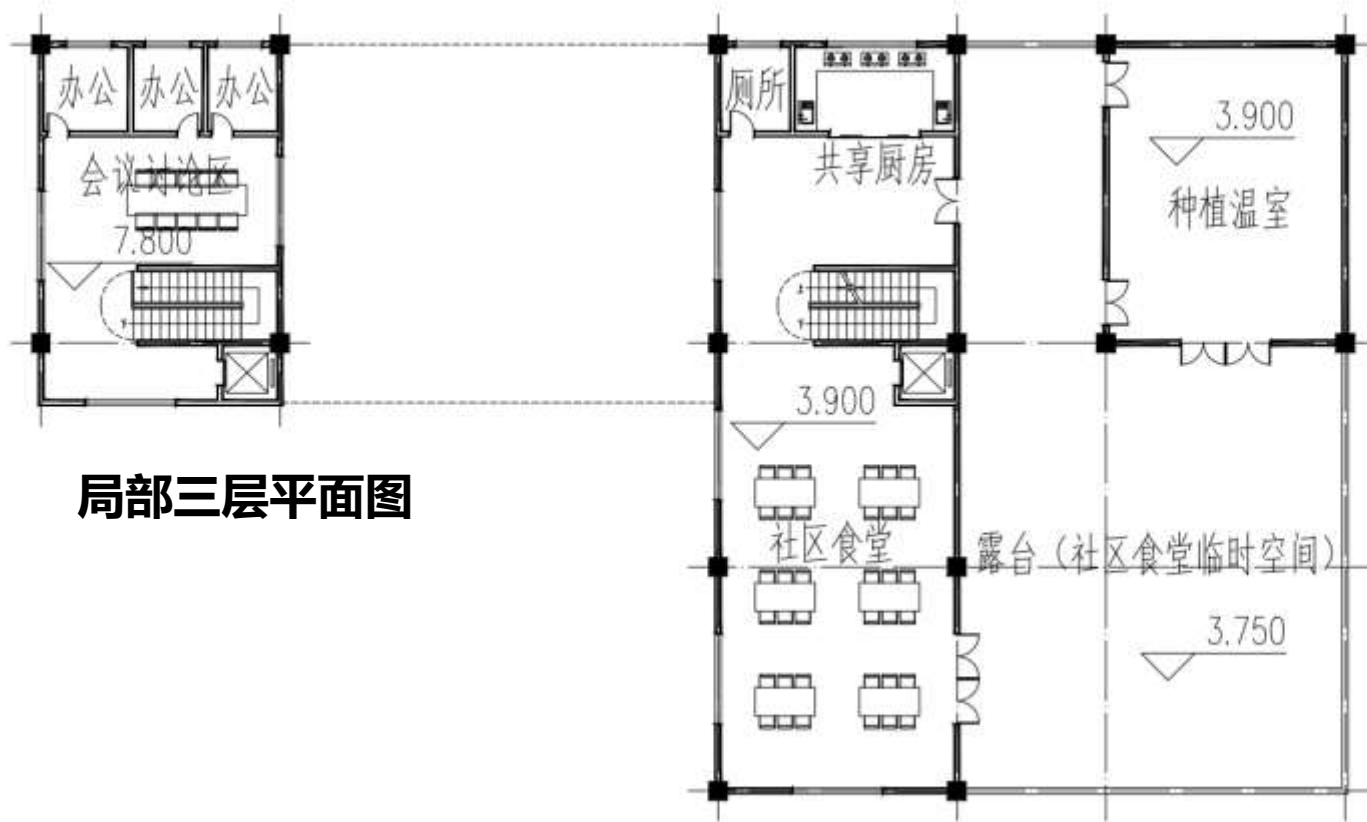 办公
办公
办公
会议讨论区
7.800
上
下
局部三层平面图
厕所
共享厨房
3.900
种植温室
3.900
社区食堂
露台（社区食堂临时空间）
3.750